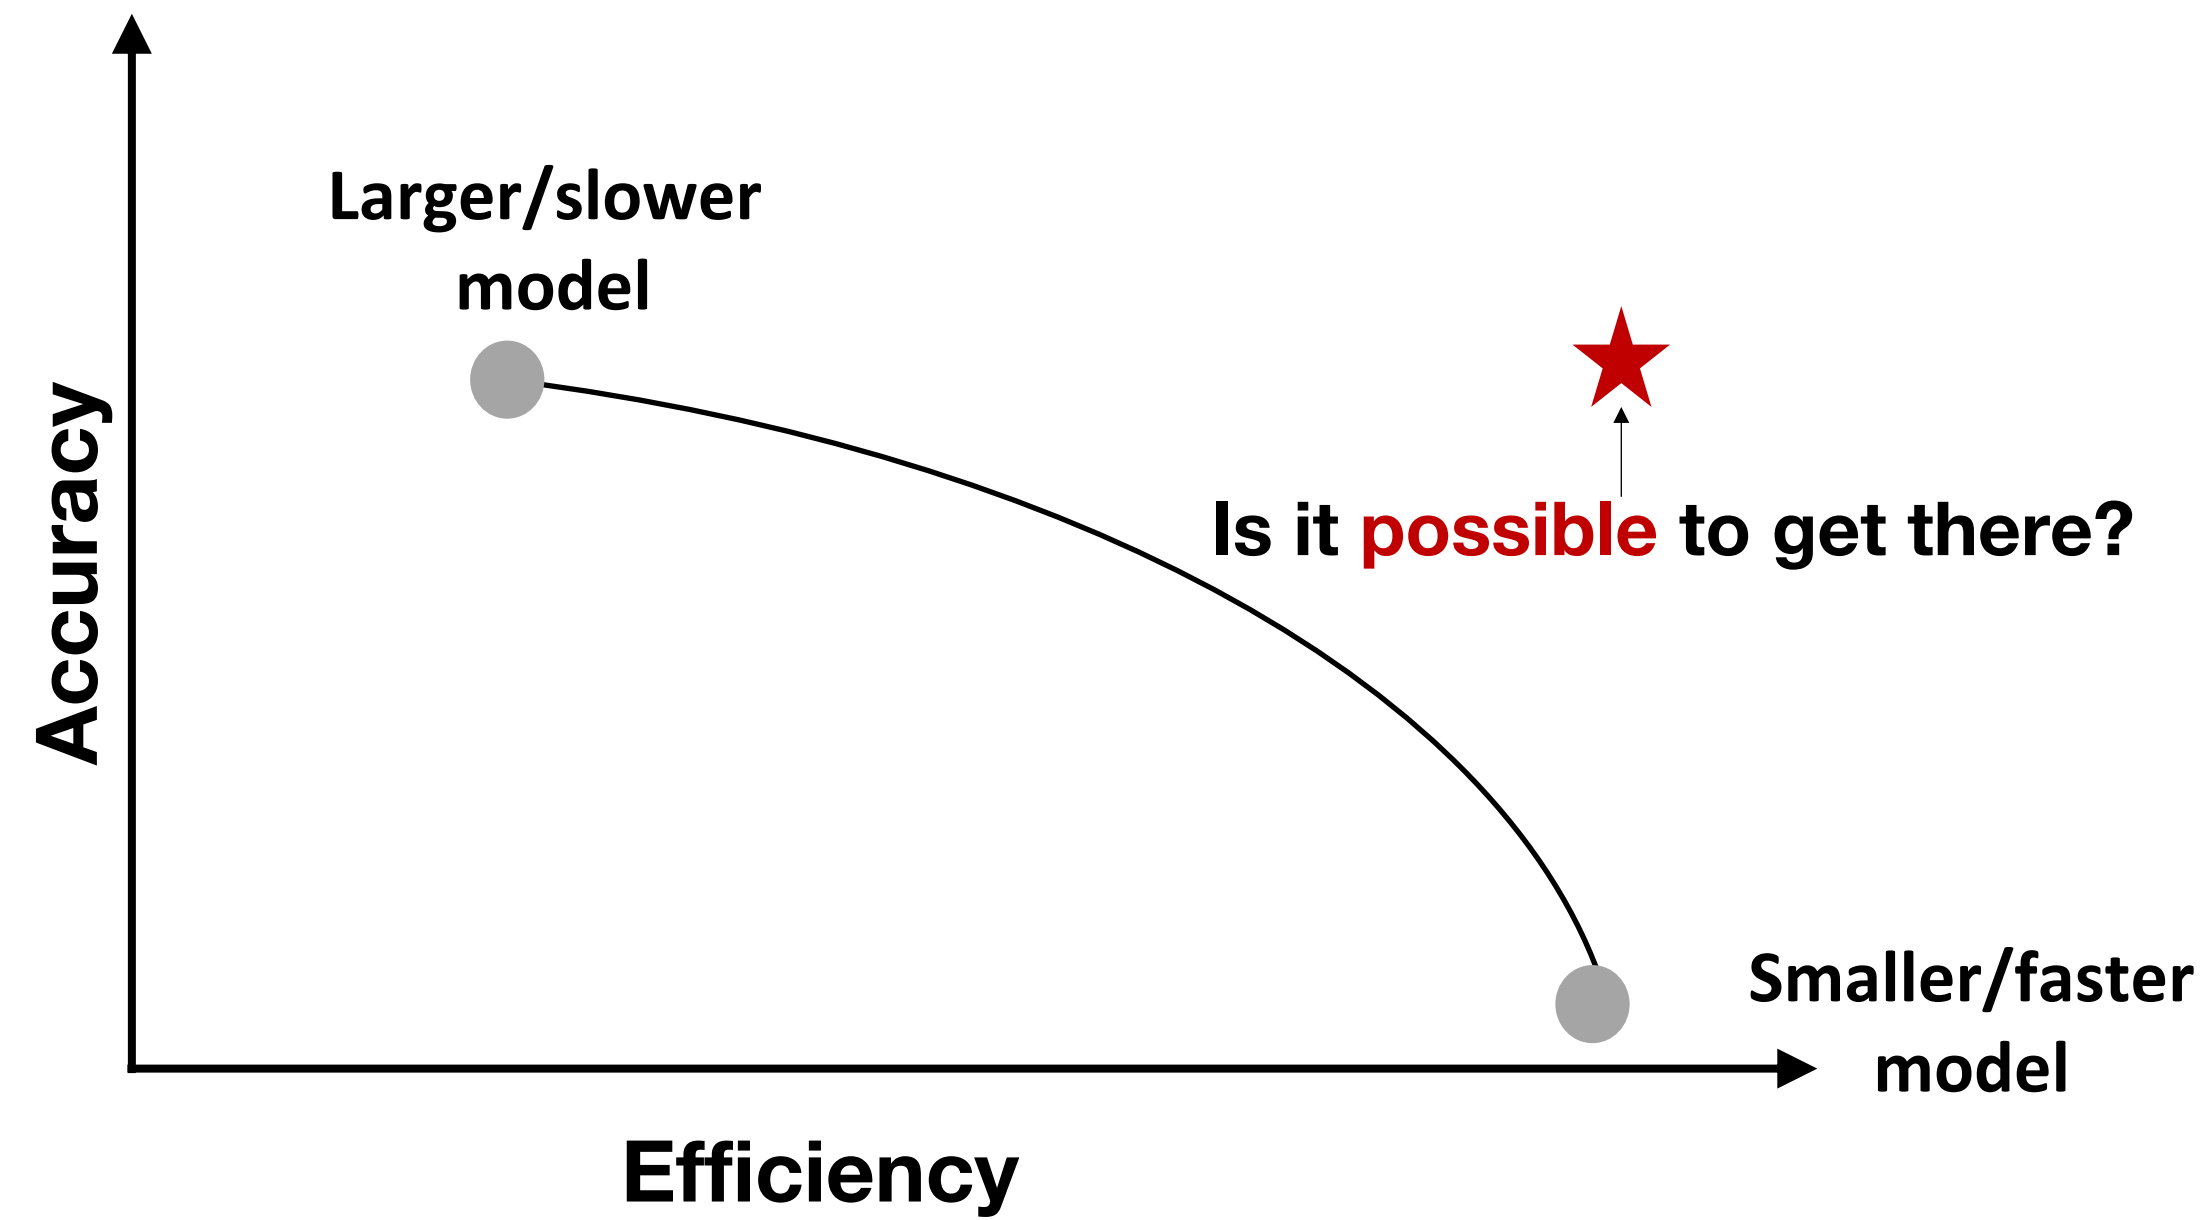 Larger/slower
model
Accuracy
Is it possible to get there?
Smaller/faster
model
Efficiency